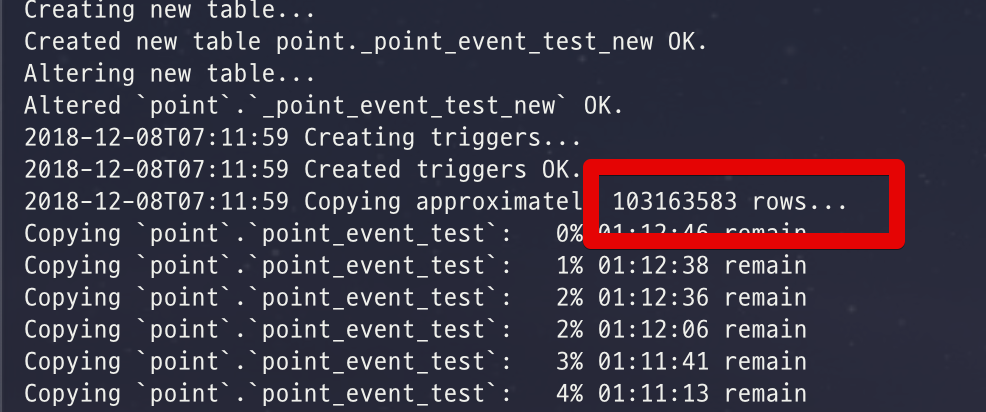 Creating new table...
Created new table point._point_event_test_new OK.
Altering new table...
Altered `point`.`_point_event_test_new` OK.
2018-12-08T07:11:59 Creating triggers...
2018-12-08T07:11:59 Created triggers OK.
2018-12-08T07:11:59 Copying approximatel 103163583 rows...
Copying `point`.`point_event_test`:   0% 01:12:46 remain
Copying `point`.`point_event_test`:   1% 01:12:38 remain
Copying `point`.`point_event_test`:   2% 01:12:36 remain
Copying `point`.`point_event_test`:   2% 01:12:06 remain
Copying `point`.`point_event_test`:   3% 01:11:41 remain
Copying `point`.`point_event_test`:   4% 01:11:13 remain